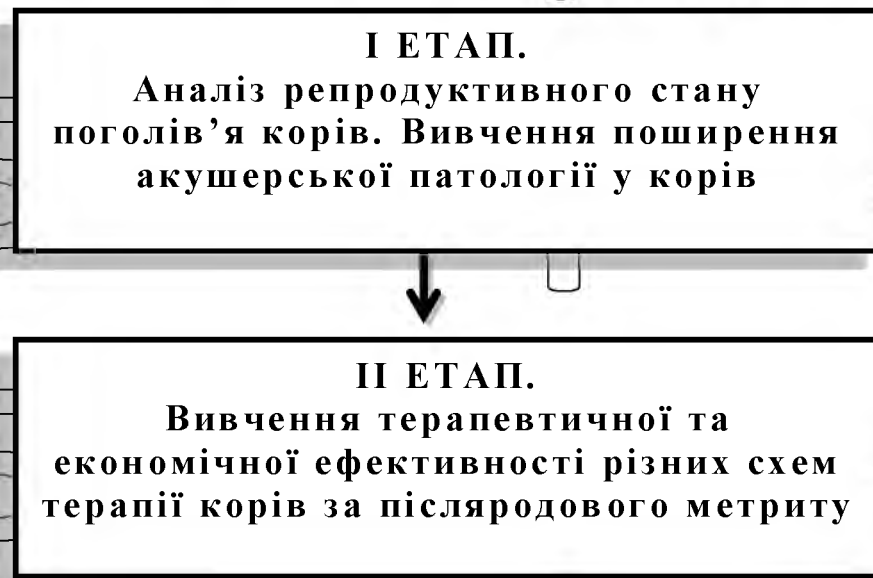 І ЕТАП.
Аналіз репродуктивного стану
поголів’я корів. Вивчення поширення
акушерської патології у корів
ІІ ЕТАП.
Вивчення терапевтичної та
економічної ефективності різних схем
терапії корів за післяродового метриту